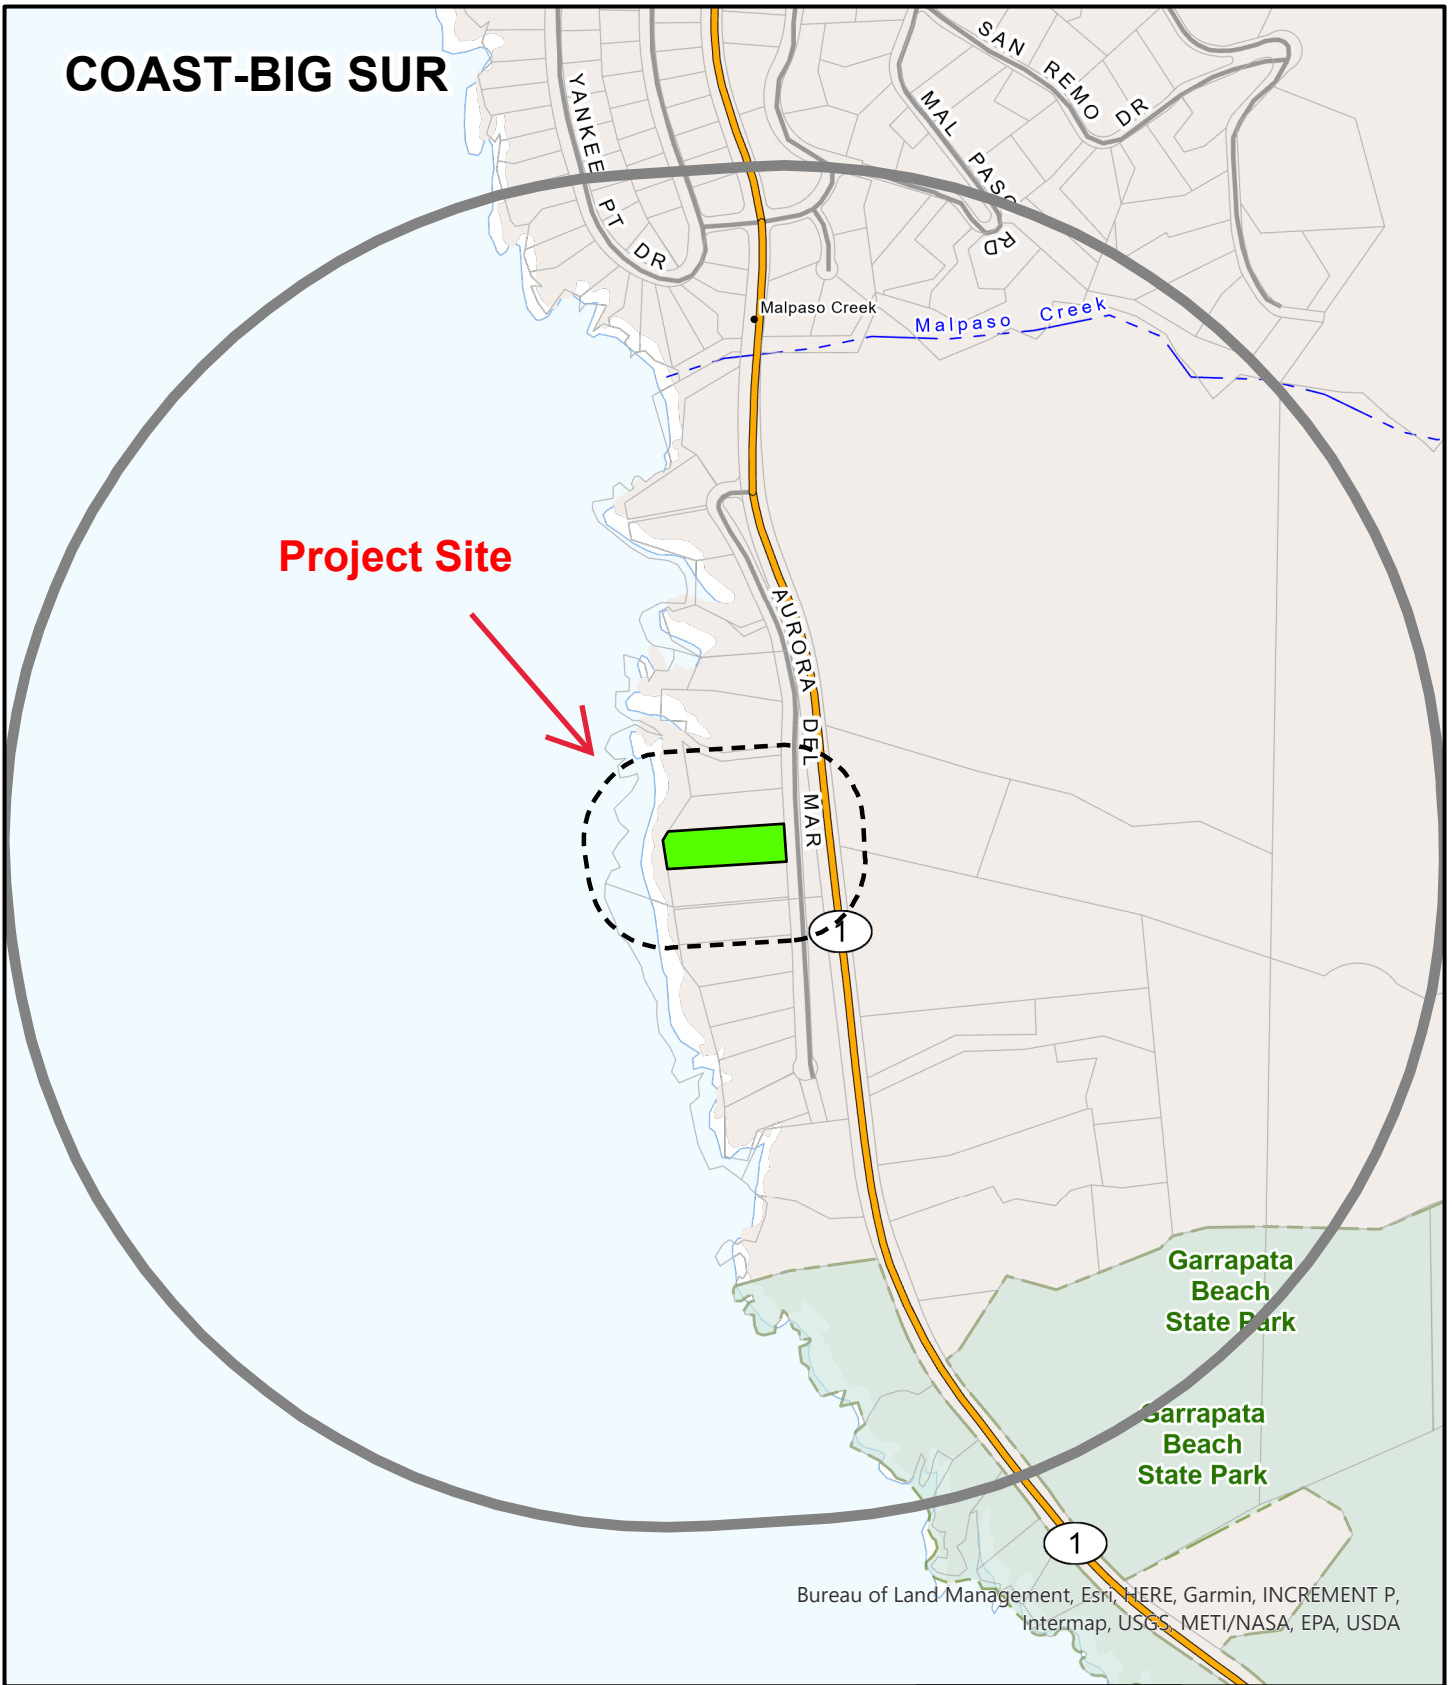 COAST-BIG SUR
SAN REMO DR
YANKEE PT DR
MAL PASO RD
Malpaso Creek
Malpaso Creek
Project Site
AURORA DEL MAR
1
Garrapata
Beach
State Park
Garrapata
Beach
State Park
1
Bureau of Land Management, Esri, HERE, Garmin, INCREMENT P,
Intermap, USGS, METI/NASA, EPA, USDA